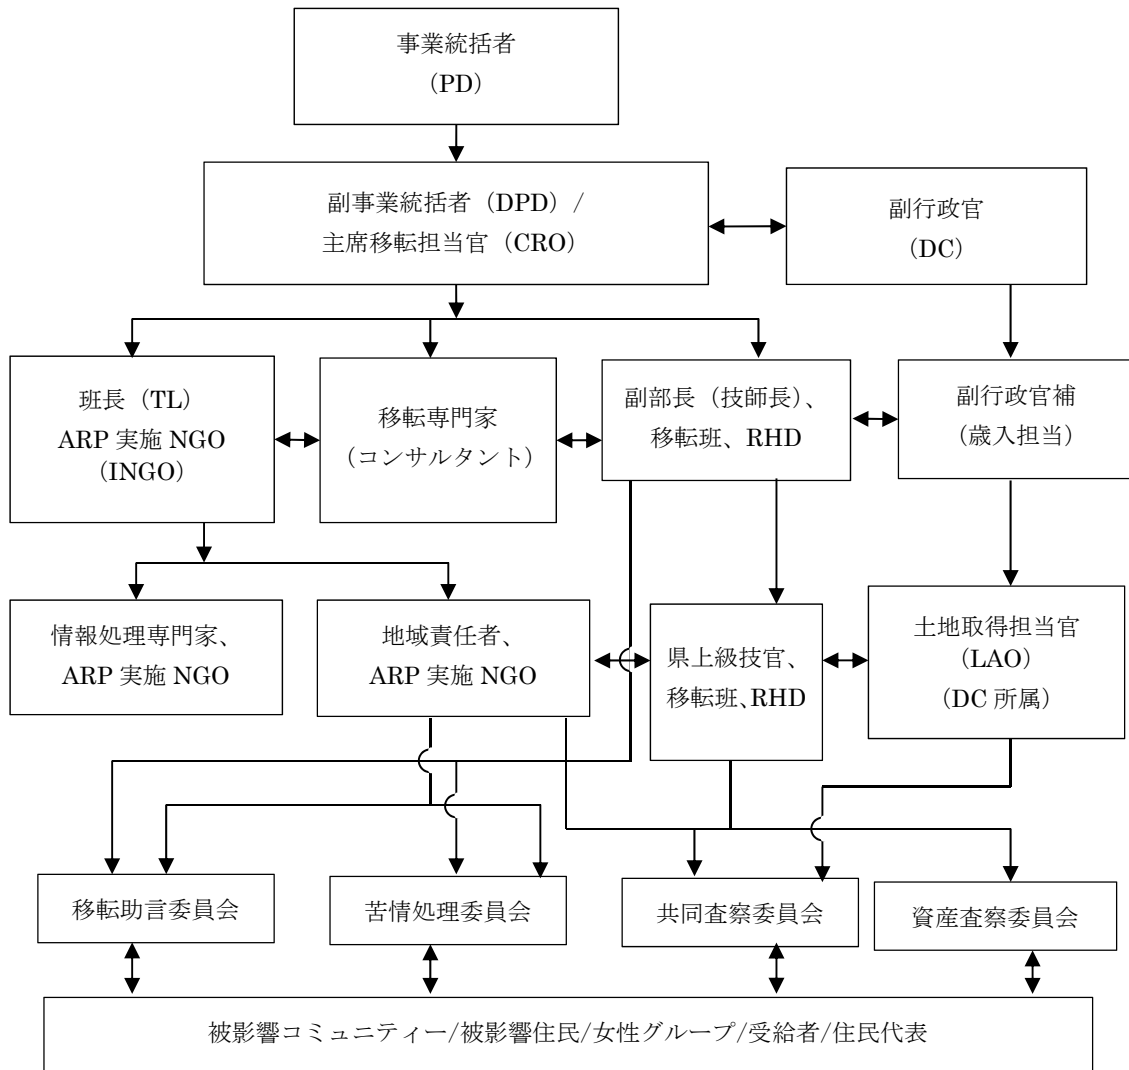 事業統括者
(PD)
副事業統括者（DPD）/
主席移転担当官（CRO）
副行政官
(DC)
班長（TL）
ARP 実施 NGO
(INGO)
移転専門家
（コンサルタント）
副部長（技師長）、
移転班、RHD
副行政官補
（歳入担当）
情報処理専門家、
ARP 実施 NGO
地域責任者、
ARP 実施 NGO
県上級技官、
移転班、RHD
土地取得担当官
(LAO)
（DC 所属）
移転助言委員会
苦情処理委員会
共同査察委員会
資産査察委員会
被影響コミュニティー/被影響住民/女性グループ/受給者/住民代表